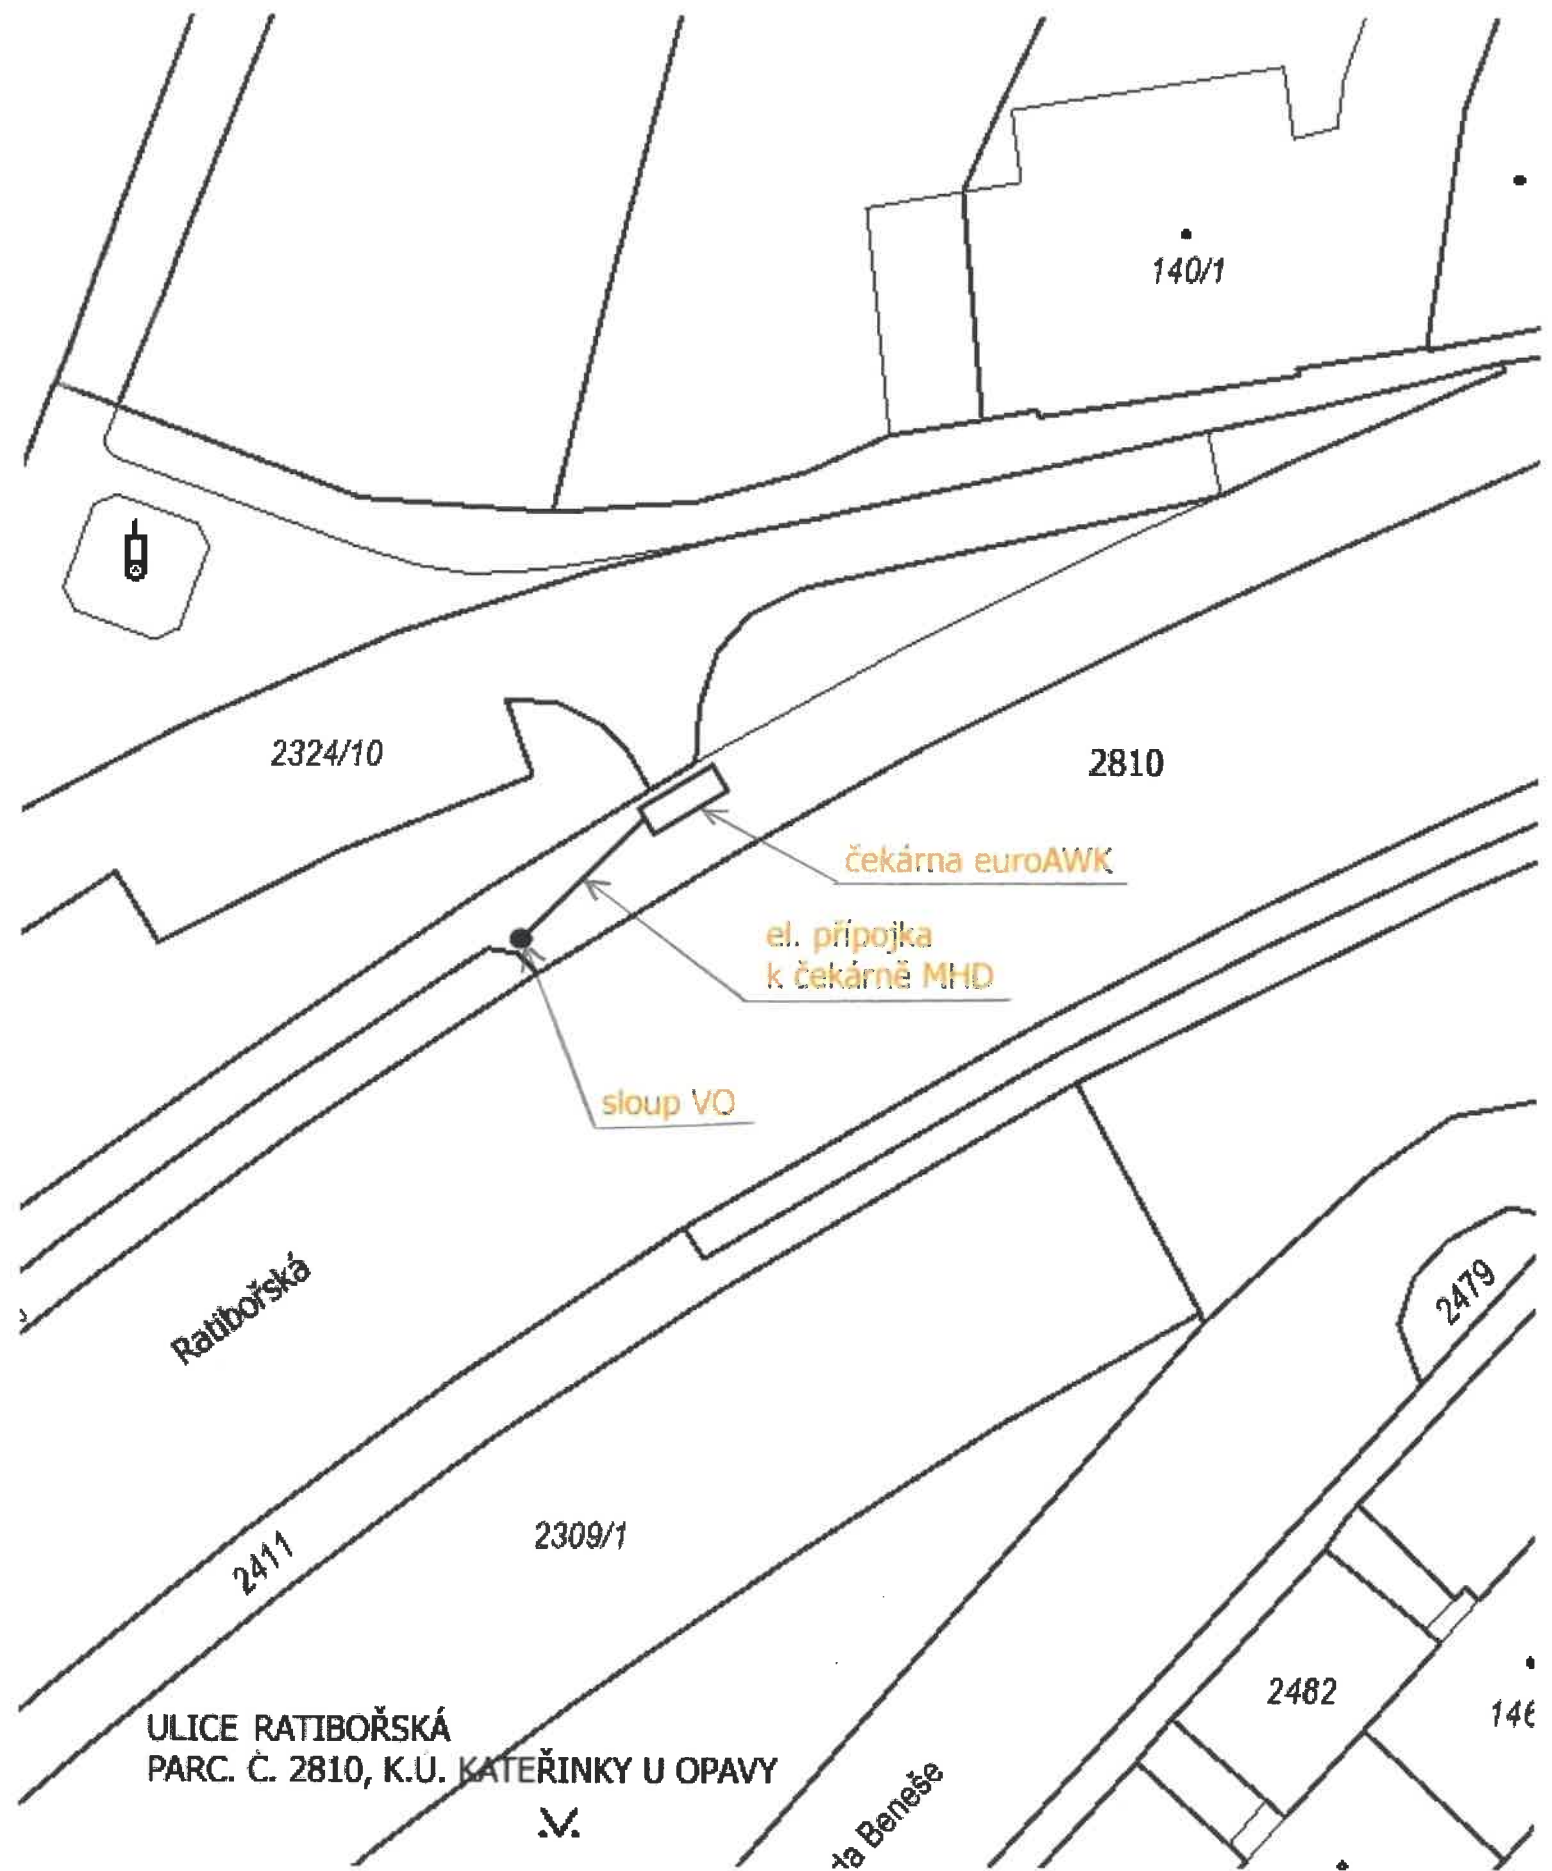 140/1
2324/10
2810
čekárna euroAWK
el. přípojka
k čekárně MHD
sloup VO
Ratibořská
2479
2411
2309/1
2482
ULICE RATIBOŘSKÁ
PARC. Č. 2810, K.Ú. KATEŘINKY U OPAVY
Beneše